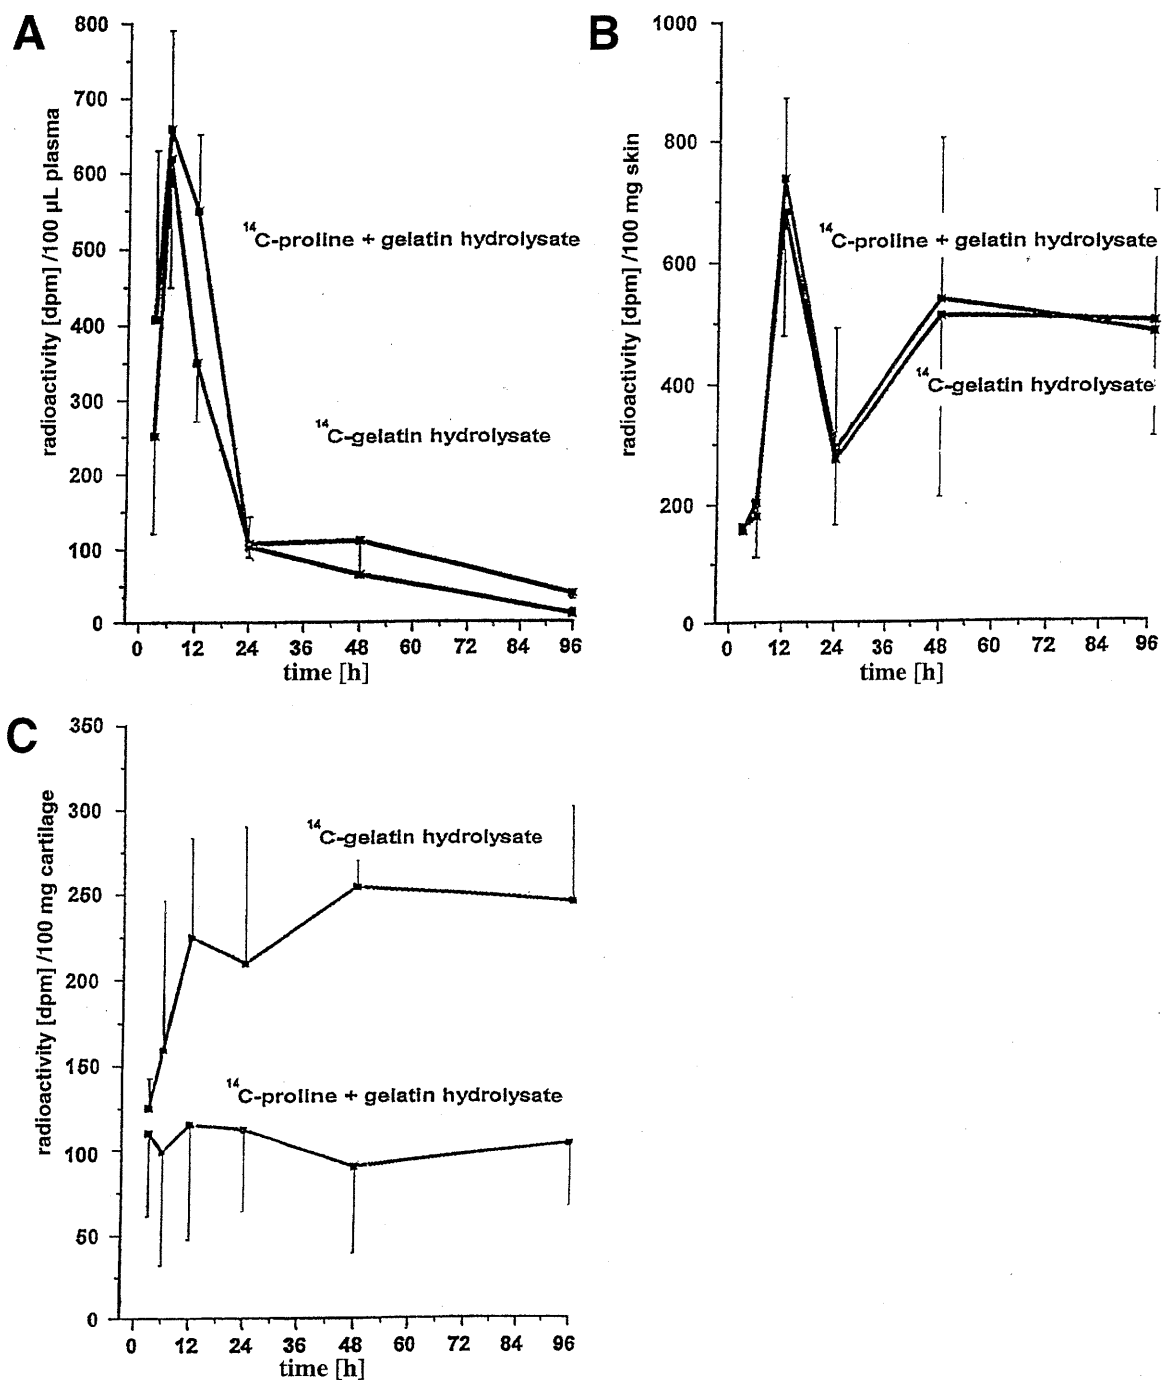 A
800
700
600
500
400
300
200
100
0
radioactivity [dpm] /100 µL plasma
14C-proline + gelatin hydrolysate
14C-gelatin hydrolysate
0 12 24 36 48 60 72 84 96
time [h]
B
1000
800
600
400
200
0
radioactivity [dpm] /100 mg skin
14C-proline + gelatin hydrolysate
14C-gelatin hydrolysate
0 12 24 36 48 60 72 84 96
time [h]
C
350
300
250
200
150
100
50
0
radioactivity [dpm] /100 mg cartilage
14C-gelatin hydrolysate
14C-proline + gelatin hydrolysate
0 12 24 36 48 60 72 84 96
time [h]